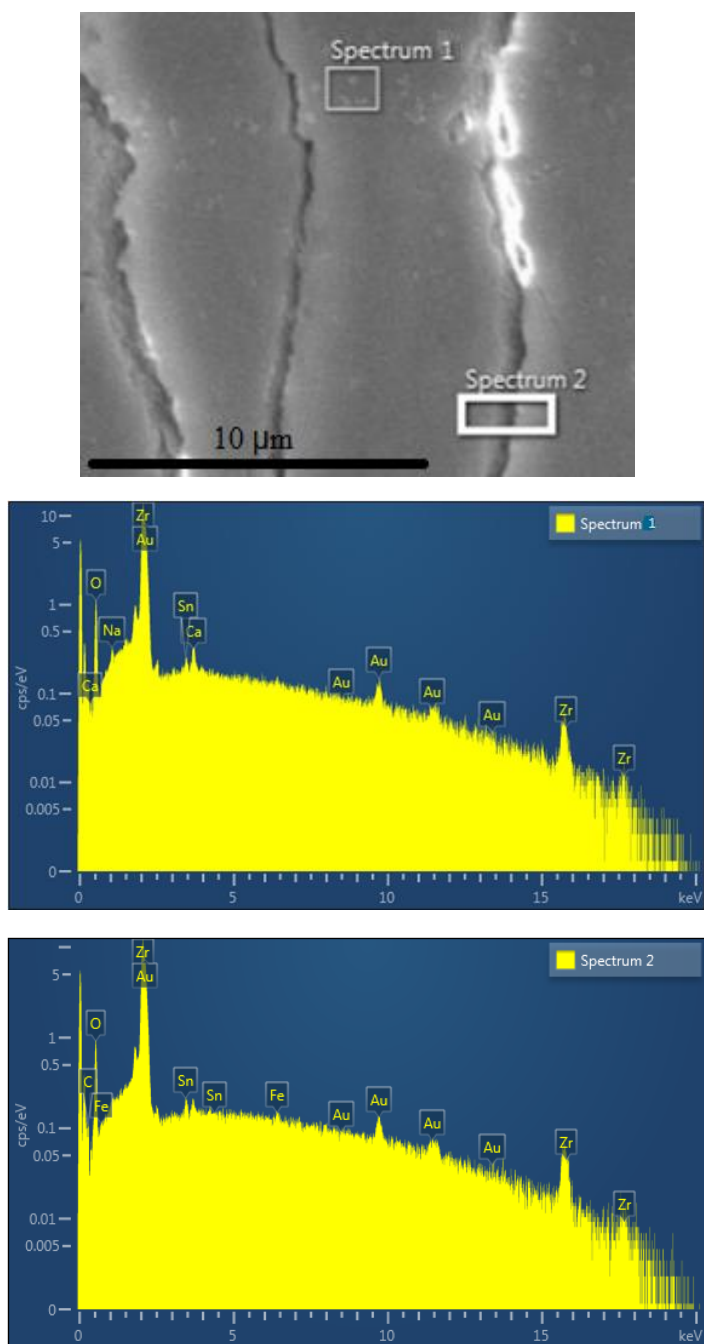 Spectrum 1
Spectrum 2
10 μm
Zr
10
Spectrum 1
5
Au
O
1
Sn
0.5
Na
Ca
cps/eV
Ca
0.1
Au
Au
Au
Au
Zr
0.05
Zr
0.01
0.005
0
0
5
10
15
keV
Zr
Spectrum 2
5
Au
O
1
0.5
C
Fe
Sn
Sn
Fe
Au
Au
Au
Au
Zr
cps/eV
0.1
0.05
Zr
0.01
0.005
0
0
5
10
15
keV